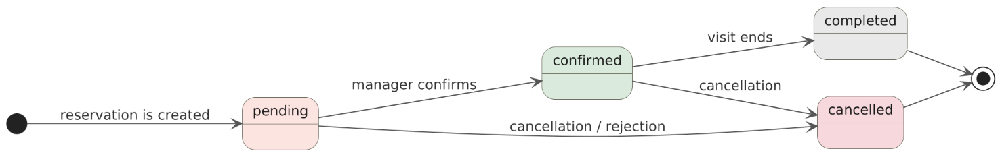 completed
visit ends
confirmed
manager confirms
cancellation
reservation is created
pending
cancelled
cancellation / rejection